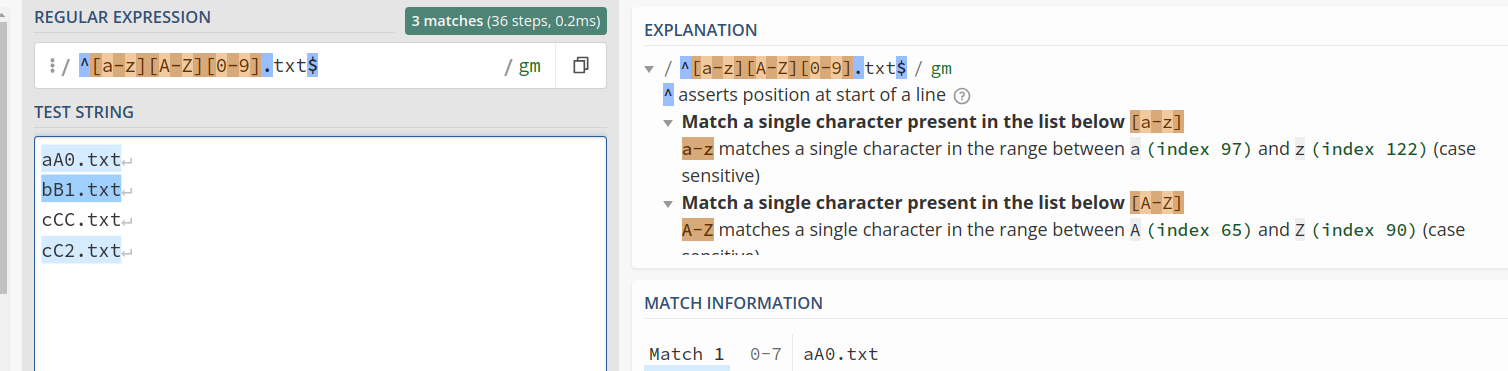 REGULAR EXPRESSION
3 matches (36 steps, 0.2ms)
/ ^[a-z][A-Z][0-9].txt$ / gm
TEST STRING
aA0.txt↵
bB1.txt↵
cCC.txt↵
cC2.txt↵
EXPLANATION
/ ^[a-z][A-Z][0-9].txt$ / gm
^ asserts position at start of a line ?
Match a single character present in the list below [a-z]
a-z matches a single character in the range between a (index 97) and z (index 122) (case
sensitive)
Match a single character present in the list below [A-Z]
A-Z matches a single character in the range between A (index 65) and Z (index 90) (case
sensitive)
MATCH INFORMATION
Match 1 0-7 aA0.txt